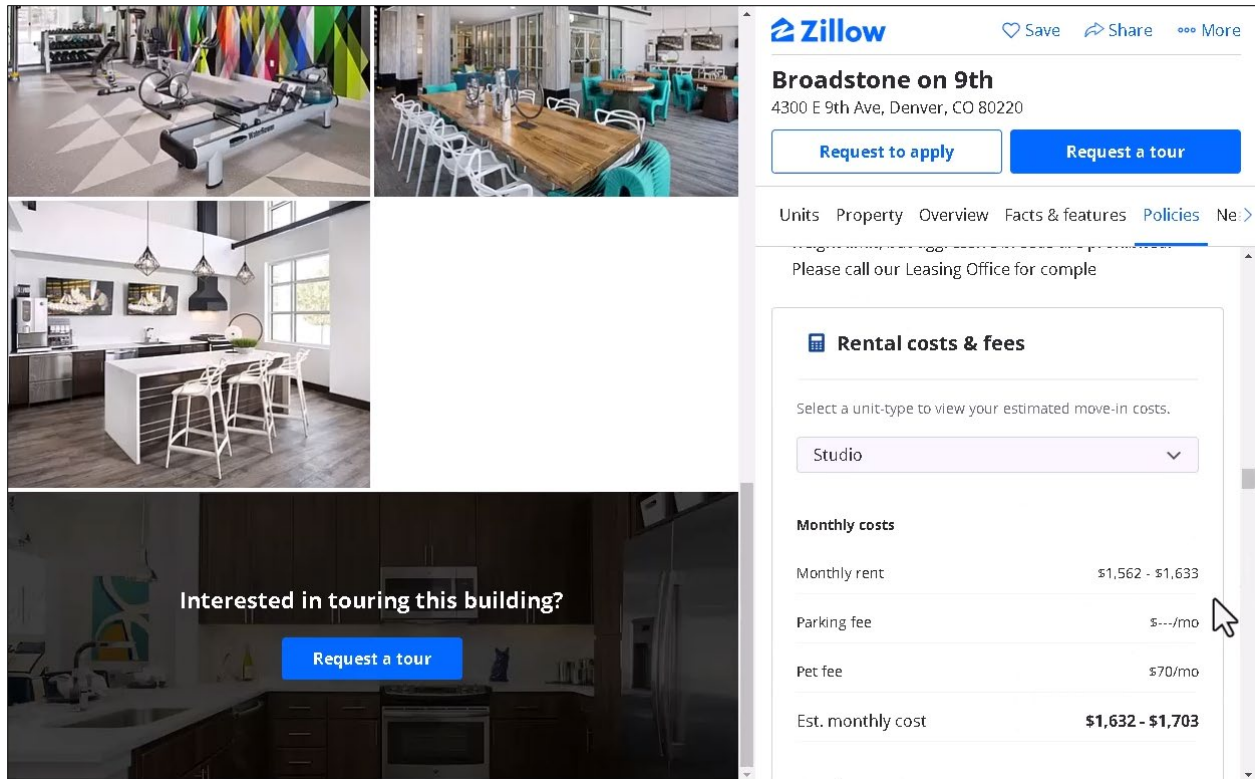 WaterRower
Interested in touring this building?
Request a tour
Zillow
Save
Share
More
Broadstone on 9th
4300 E 9th Ave, Denver, CO 80220
Request to apply
Request a tour
Units Property Overview Facts & features Policies Ne
Please call our Leasing Office for comple
Rental costs & fees
Select a unit-type to view your estimated move-in costs.
Studio
Monthly costs
Monthly rent $1,562 - $1,633
Parking fee $---/mo
Pet fee $70/mo
Est. monthly cost $1,632 - $1,703